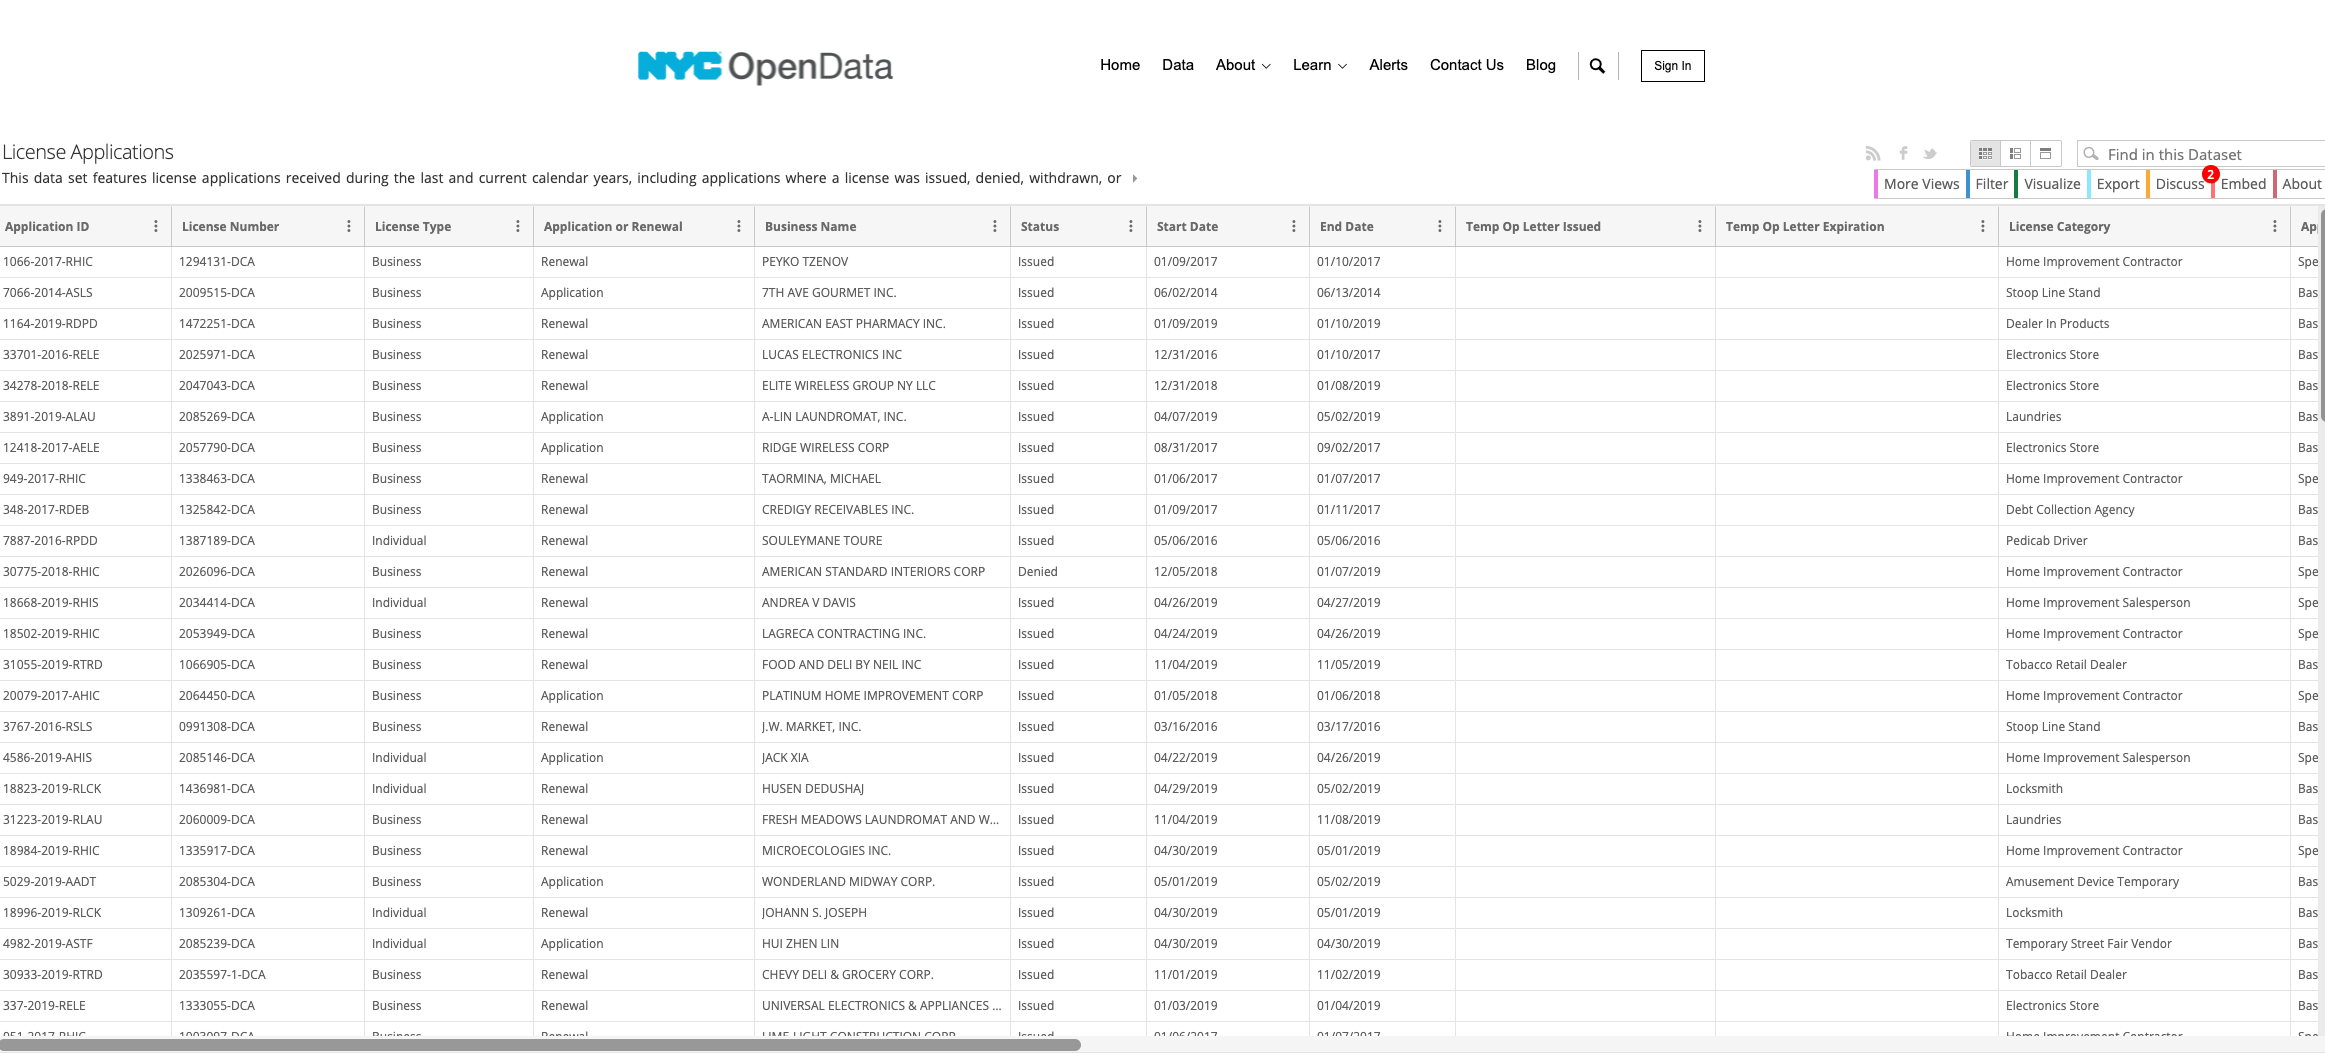 NYC OpenData
Home Data About Learn Alerts Contact Us Blog Sign In
License Applications
Find in this Dataset
This data set features license applications received during the last and current calendar years, including applications where a license was issued, denied, withdrawn, or
More Views Filter Visualize Export Discuss 2 Embed About
Application ID License Number License Type Application or Renewal Business Name Status Start Date End Date Temp Op Letter Issued Temp Op Letter Expiration License Category Ap
1066-2017-RHIC 1294131-DCA Business Renewal PEYKO TZENOV Issued 01/09/2017 01/10/2017 Home Improvement Contractor Spe
7066-2014-ASLS 2009515-DCA Business Application 7TH AVE GOURMET INC. Issued 06/02/2014 06/13/2014 Stoop Line Stand Bas
1164-2019-RDPD 1472251-DCA Business Renewal AMERICAN EAST PHARMACY INC. Issued 01/09/2019 01/10/2019 Dealer In Products Bas
33701-2016-RELE 2025971-DCA Business Renewal LUCAS ELECTRONICS INC Issued 12/31/2016 01/10/2017 Electronics Store Bas
34278-2018-RELE 2047043-DCA Business Renewal ELITE WIRELESS GROUP NY LLC Issued 12/31/2018 01/08/2019 Electronics Store Bas
3891-2019-ALAU 2085269-DCA Business Application A-LIN LAUNDROMAT, INC. Issued 04/07/2019 05/02/2019 Laundries Bas
12418-2017-AELE 2057790-DCA Business Application RIDGE WIRELESS CORP Issued 08/31/2017 09/02/2017 Electronics Store Bas
949-2017-RHIC 1338463-DCA Business Renewal TAORMINA, MICHAEL Issued 01/06/2017 01/07/2017 Home Improvement Contractor Spe
348-2017-RDEB 1325842-DCA Business Renewal CREDIGY RECEIVABLES INC. Issued 01/09/2017 01/11/2017 Debt Collection Agency Bas
7887-2016-RPDD 1387189-DCA Individual Renewal SOULEYMANE TOURE Issued 05/06/2016 05/06/2016 Pedicab Driver Bas
30775-2018-RHIC 2026096-DCA Business Renewal AMERICAN STANDARD INTERIORS CORP Denied 12/05/2018 01/07/2019 Home Improvement Contractor Spe
18668-2019-RHIS 2034414-DCA Individual Renewal ANDREA V DAVIS Issued 04/26/2019 04/27/2019 Home Improvement Salesperson Spe
18502-2019-RHIC 2053949-DCA Business Renewal LAGRECA CONTRACTING INC. Issued 04/24/2019 04/26/2019 Home Improvement Contractor Spe
31055-2019-RTRD 1066905-DCA Business Renewal FOOD AND DELI BY NEIL INC Issued 11/04/2019 11/05/2019 Tobacco Retail Dealer Bas
20079-2017-AHIC 2064450-DCA Business Application PLATINUM HOME IMPROVEMENT CORP Issued 01/05/2018 01/06/2018 Home Improvement Contractor Spe
3767-2016-RSLS 0991308-DCA Business Renewal J.W. MARKET, INC. Issued 03/16/2016 03/17/2016 Stoop Line Stand Bas
4586-2019-AHIS 2085146-DCA Individual Application JACK XIA Issued 04/22/2019 04/26/2019 Home Improvement Salesperson Spe
18823-2019-RLCK 1436981-DCA Individual Renewal HUSEN DEDUSHAJ Issued 04/29/2019 05/02/2019 Locksmith Bas
31223-2019-RLAU 2060009-DCA Business Renewal FRESH MEADOWS LAUNDROMAT AND W... Issued 11/04/2019 11/08/2019 Laundries Bas
18984-2019-RHIC 1335917-DCA Business Renewal MICROECOLOGIES INC. Issued 04/30/2019 05/01/2019 Home Improvement Contractor Spe
5029-2019-AADT 2085304-DCA Business Application WONDERLAND MIDWAY CORP. Issued 05/01/2019 05/02/2019 Amusement Device Temporary Bas
18996-2019-RLCK 1309261-DCA Individual Renewal JOHANN S. JOSEPH Issued 04/30/2019 05/01/2019 Locksmith Bas
4982-2019-ASTF 2085239-DCA Individual Application HUI ZHEN LIN Issued 04/30/2019 04/30/2019 Temporary Street Fair Vendor Bas
30933-2019-RTRD 2035597-1-DCA Business Renewal CHEVY DELI & GROCERY CORP. Issued 11/01/2019 11/02/2019 Tobacco Retail Dealer Bas
337-2019-RELE 1333055-DCA Business Renewal UNIVERSAL ELECTRONICS & APPLIANCES ... Issued 01/03/2019 01/04/2019 Electronics Store Bas
Business Renewal Issued Home Improvement Contractor